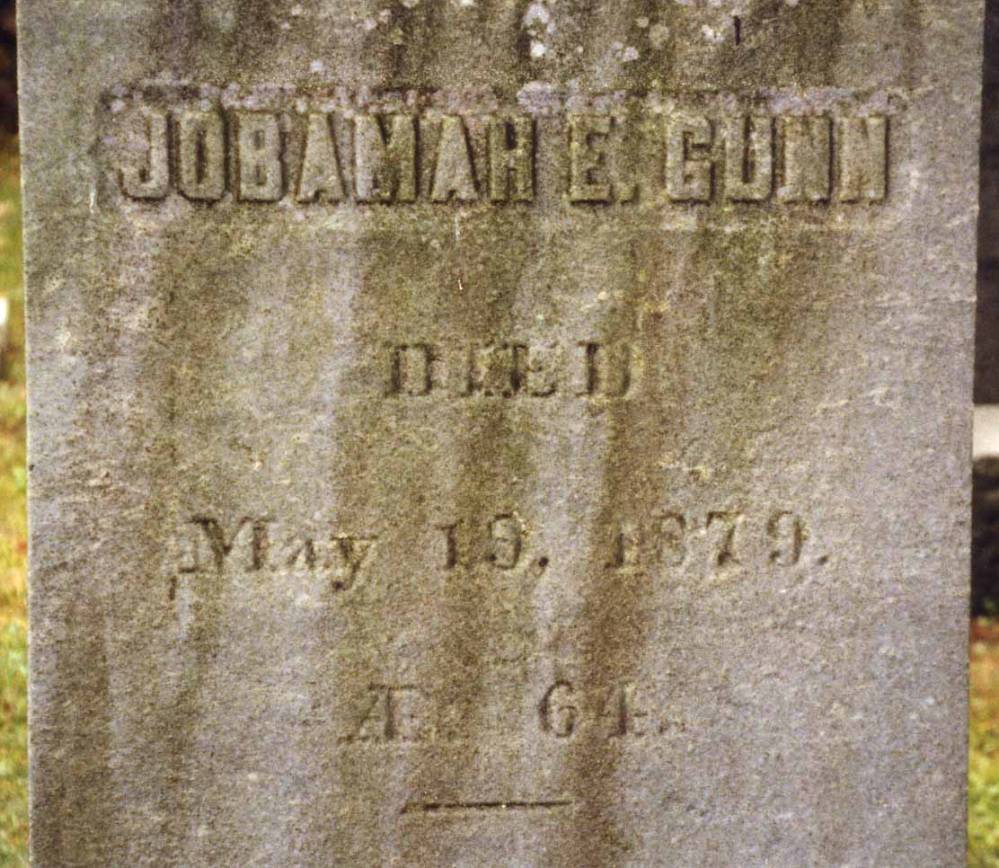 JOBAMAH E. GUNN
DIED
May 19, 1879.
Æ. 64.